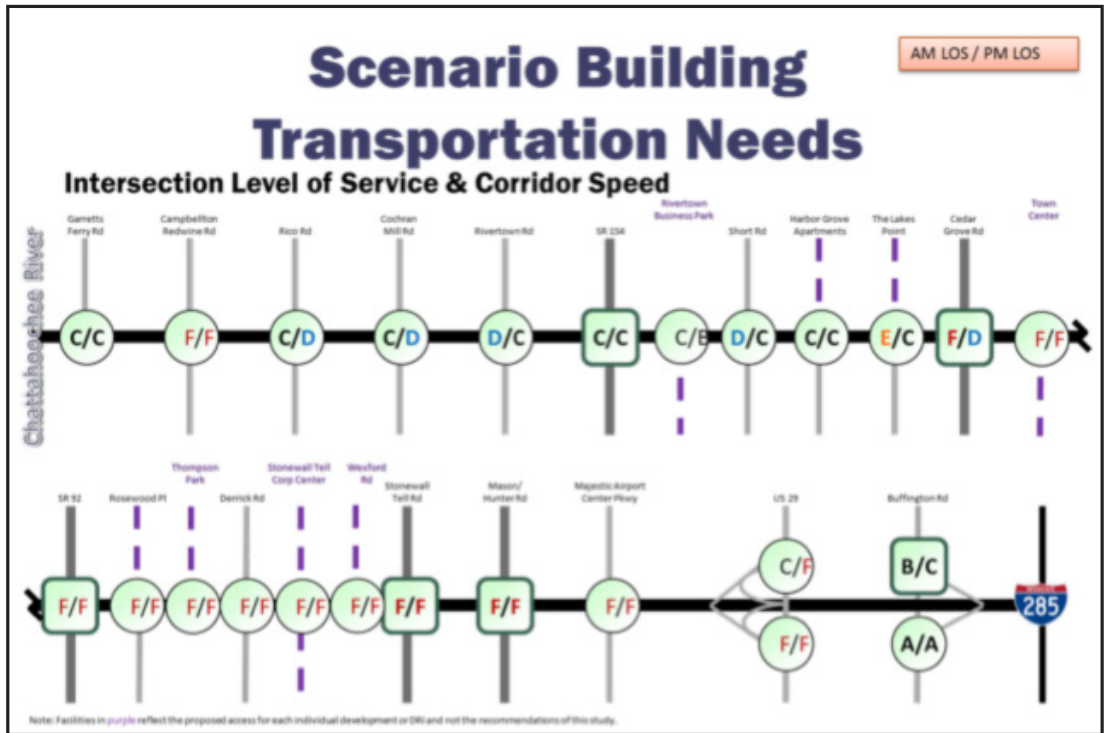 AM LOS / PM LOS
Scenario Building
Transportation Needs
Intersection Level of Service & Corridor Speed
Chattahoochee River
Garretts
Ferry Rd
Campbellton
Redwine Rd
Rico Rd
Cochran
Mill Rd
Rivertown Rd
SR 154
Rivertown
Business Park
Short Rd
Harbor Grove
Apartments
The Lakes
Point
Cedar
Grove Rd
Town
Center
C/C
F/F
C/D
C/D
D/C
C/C
C/B
D/C
C/C
E/C
F/D
F/F
SR 92
Rosewood Pl
Thompson
Park
Derrick Rd
Stonewall Tell
Corp Center
Wexford
Rd
Stonewall
Tell Rd
Mason/
Hunter Rd
Majestic Airport
Center Pkwy
US 29
Buffington Rd
F/F
F/F
F/F
F/F
F/F
F/F
F/F
F/F
F/F
C/F
F/F
B/C
A/A
285
Note: Facilities in purple reflect the proposed access for each individual development or DRI and not the recommendations of this study.